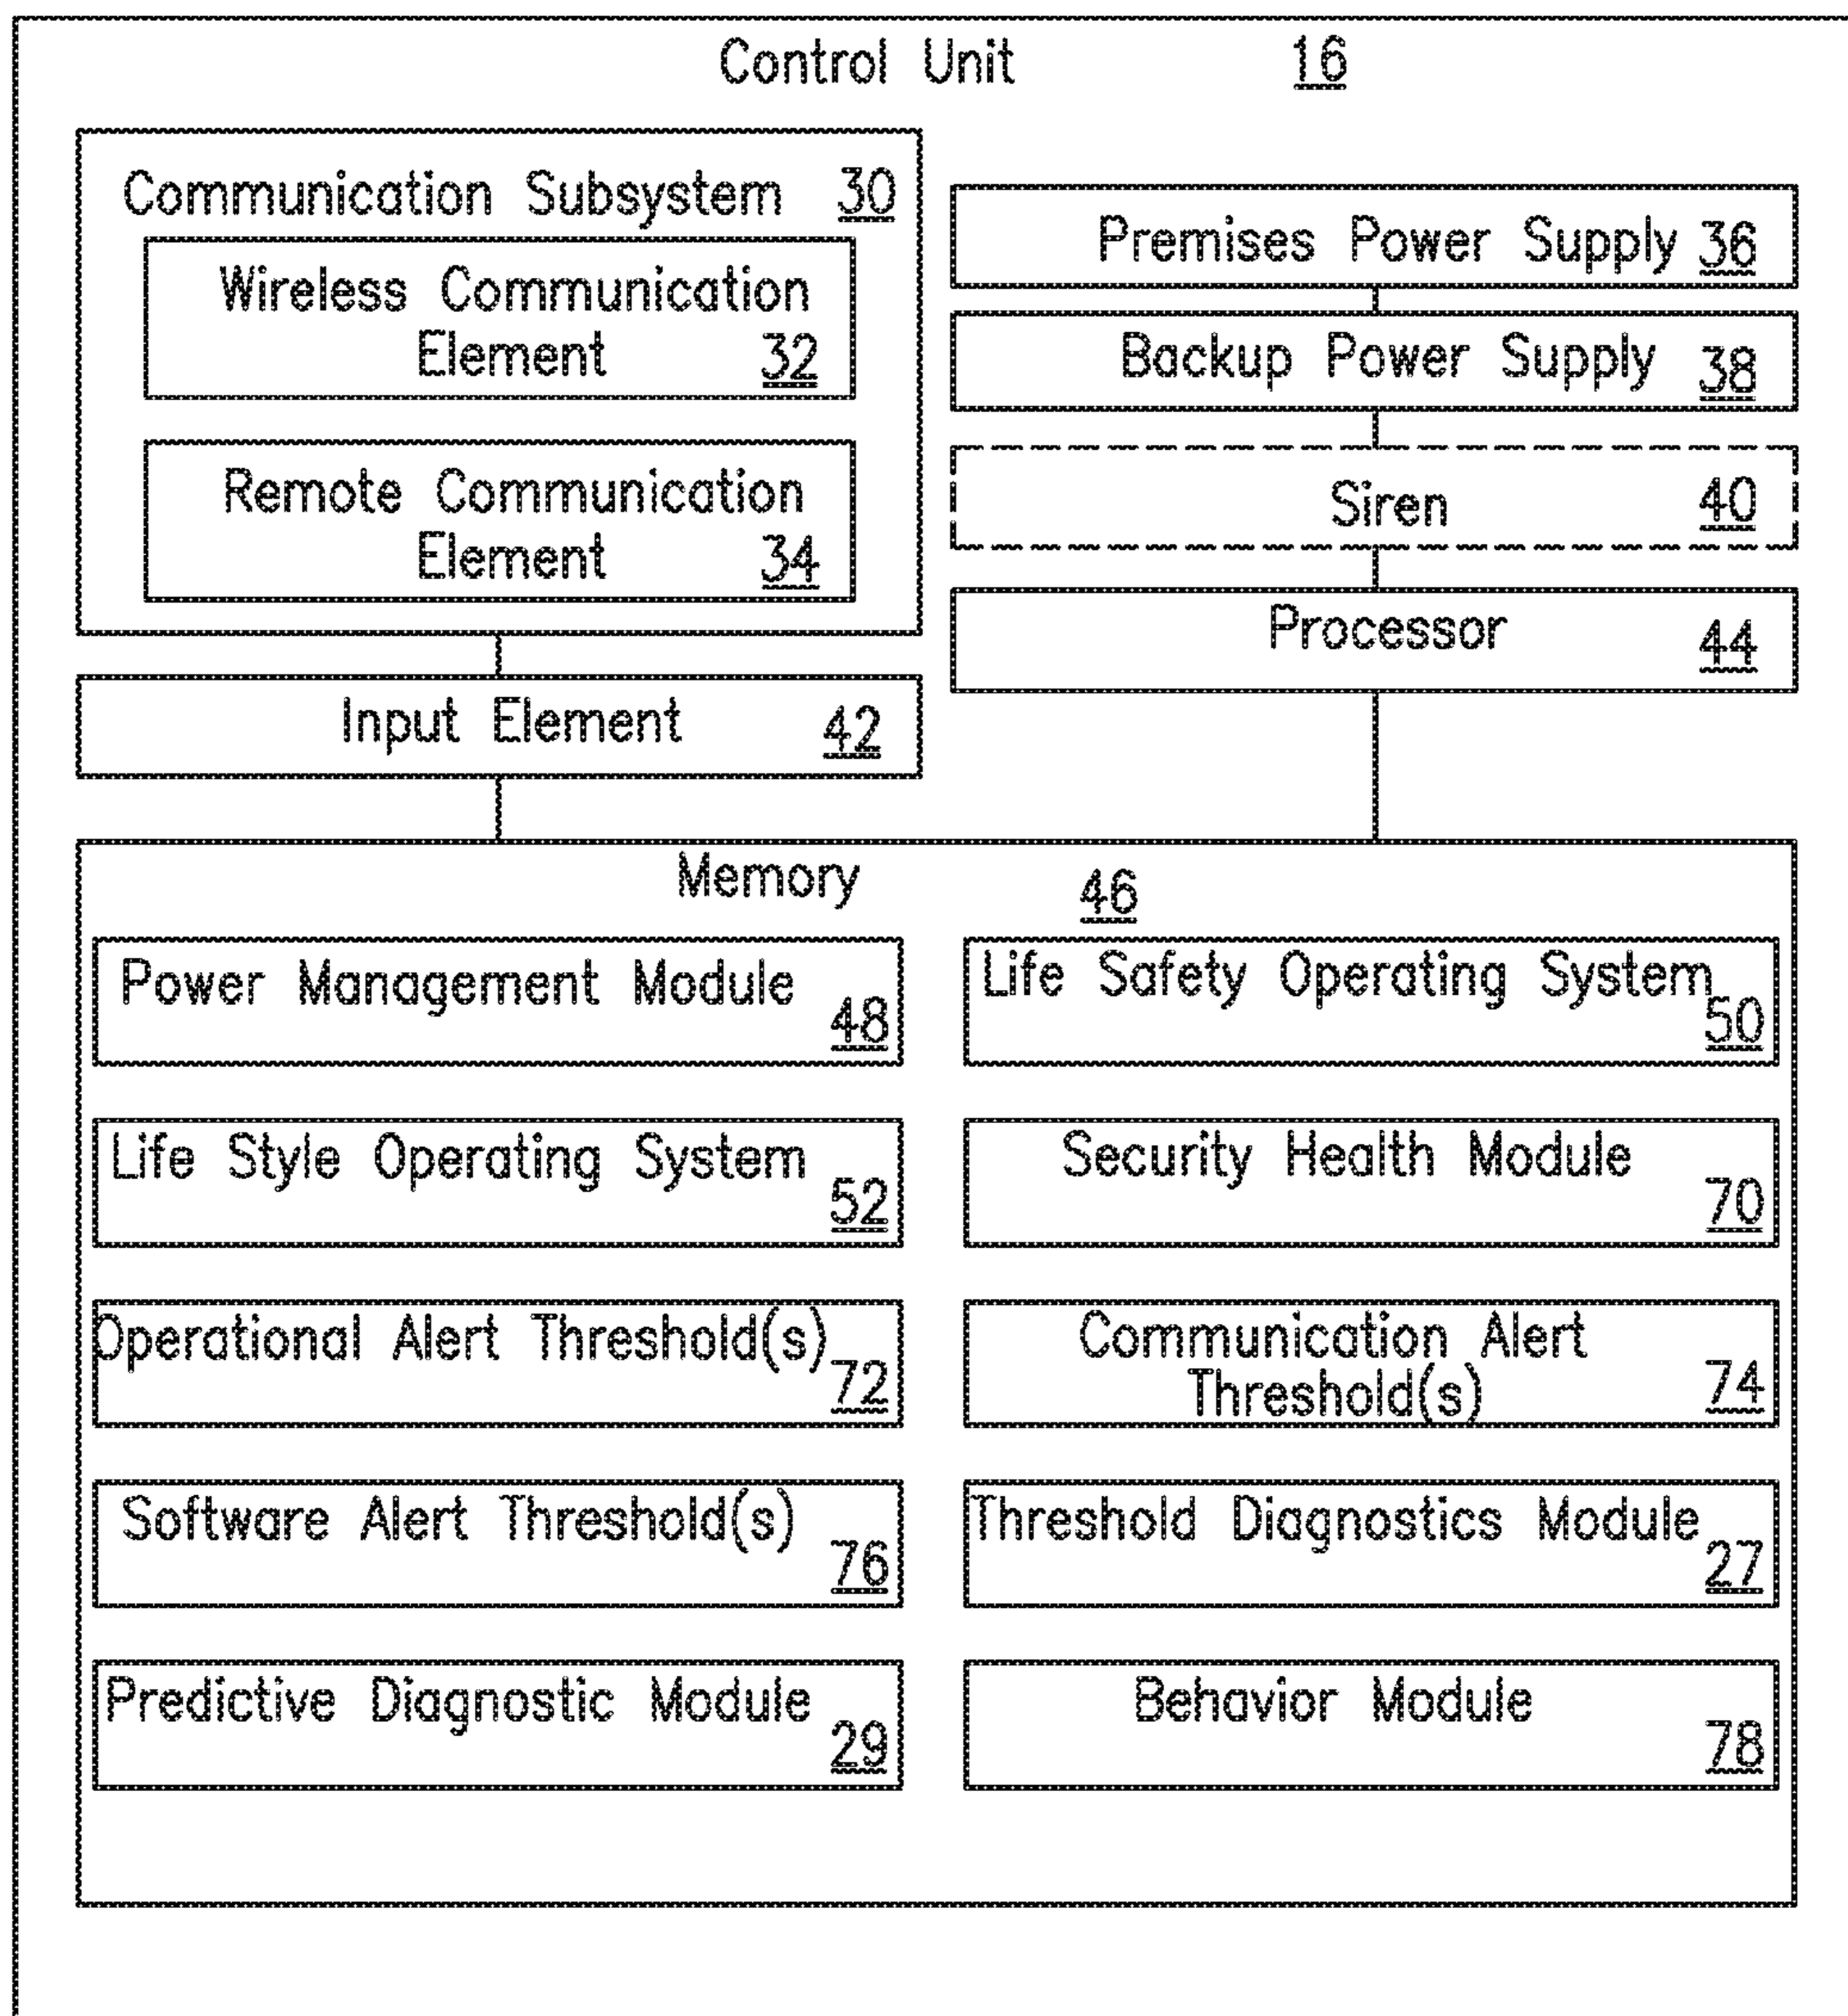 Control Unit 16
Communication Subsystem 30
Wireless Communication
Element 32
Remote Communication
Element 34
Premises Power Supply 36
Backup Power Supply 38
Siren 40
Processor 44
Input Element 42
Memory 46
Power Management Module
48
Life Safety Operating System
50
Life Style Operating System
52
Security Health Module
70
Operational Alert Threshold(s)
72
Communication Alert
Threshold(s) 74
Software Alert Threshold(s)
76
Threshold Diagnostics Module
27
Predictive Diagnostic Module
29
Behavior Module
78